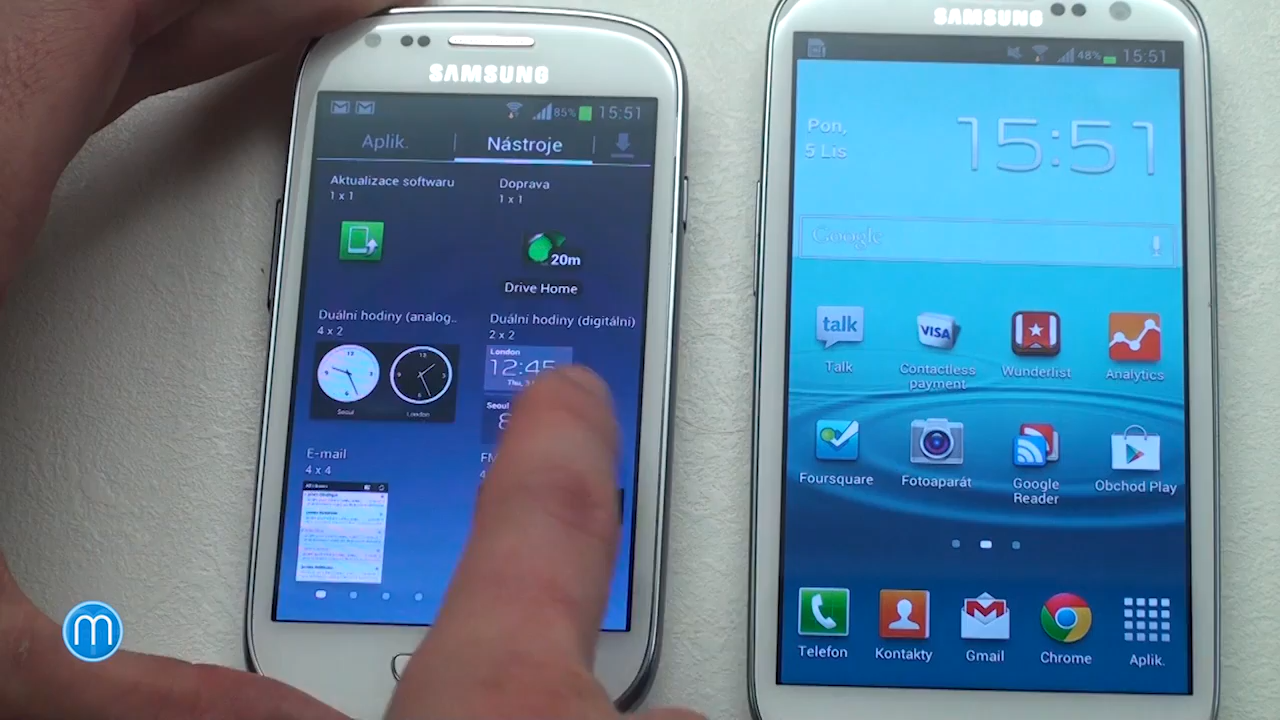 SAMSUNG
85% 15:51
Aplik.
Nástroje
Aktualizace softwaru
1 x 1
Doprava
1 x 1
20m
Drive Home
Duální hodiny (analog..
4 x 2
Duální hodiny (digitální)
2 x 2
Seoul
London
London
12:45
Seou
E-mail
4 x 4
SAMSUNG
48% 15:51
Pon,
5 Lis
15:51
Google
talk
Talk
VISA
Contactless
payment
Wunderlist
Analytics
Foursquare
Fotoaparát
Google
Reader
Obchod Play
Telefon
Kontakty
Gmail
Chrome
Aplik.
m